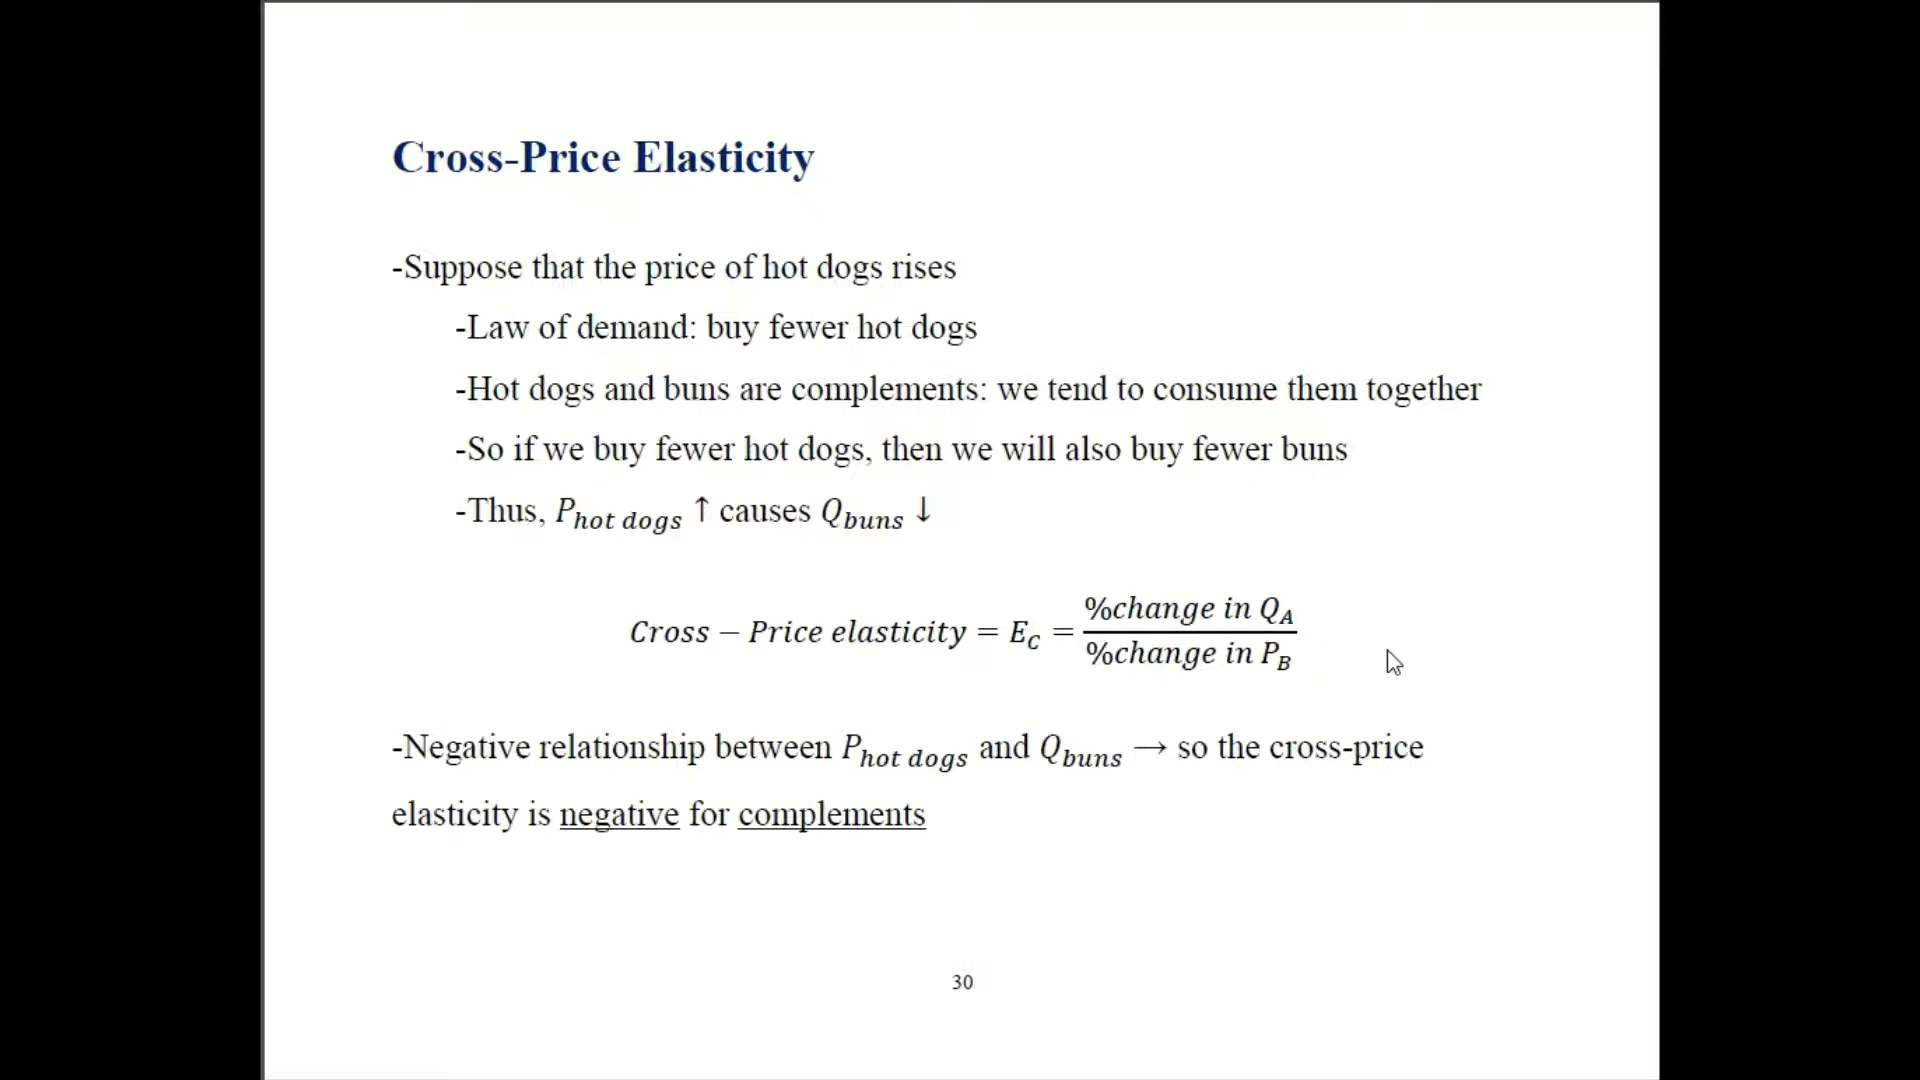 Cross-Price Elasticity
-Suppose that the price of hot dogs rises
-Law of demand: buy fewer hot dogs
-Hot dogs and buns are complements: we tend to consume them together
-So if we buy fewer hot dogs, then we will also buy fewer buns
-Thus, P_hot dogs ↑ causes Q_buns ↓
Cross − Price elasticity = E_C = %change in Q_A / %change in P_B
-Negative relationship between P_hot dogs and Q_buns → so the cross-price
elasticity is negative for complements
30